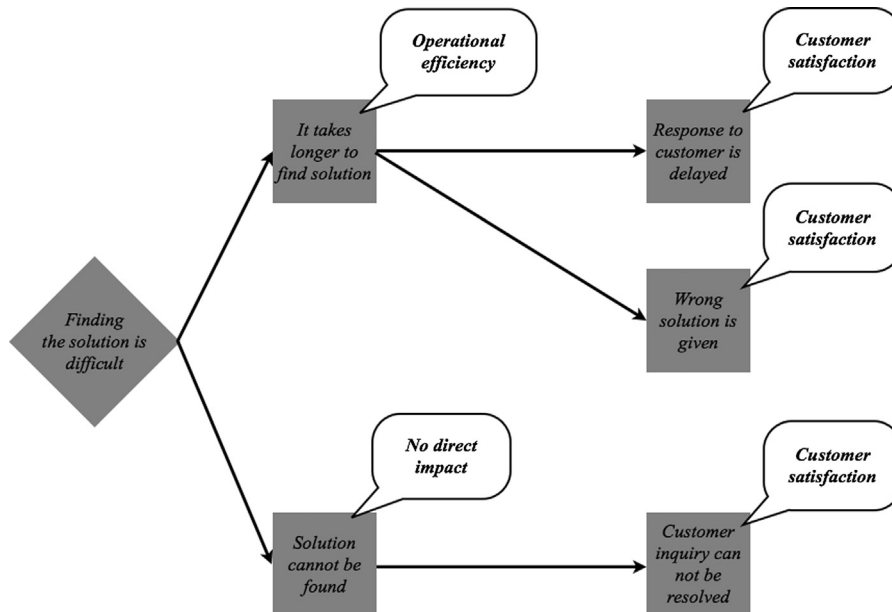 Operational
efficiency
Customer
satisfaction
It takes
longer to
find solution
Response to
customer is
delayed
Customer
satisfaction
Finding
the solution is
difficult
Wrong
solution is
given
No direct
impact
Customer
satisfaction
Solution
cannot be
found
Customer
inquiry can
not be
resolved